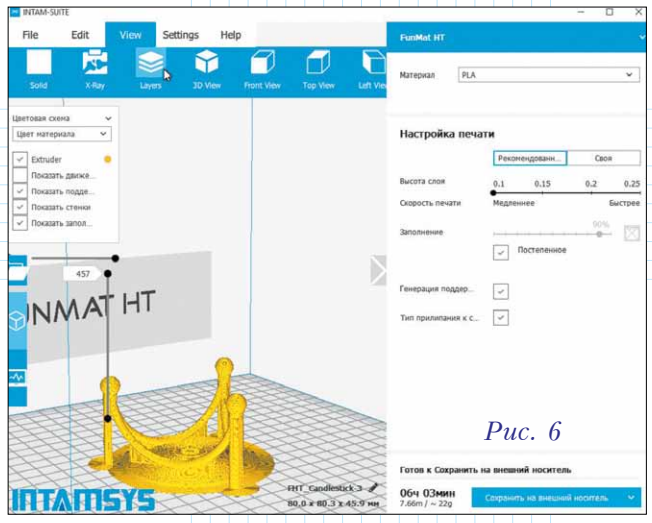 INTAM-SUITE
File Edit View Settings Help
Solid X-Ray Layers 3D View Front View Top View Left Vie
FunMat HT
Материал PLA
Цветовая схема
Цвет материала
Extruder
Показать движе...
Показать подде...
Показать стенки
Показать запол...
457
FUNMAT HT
Настройка печати
Рекомендованн... Своя
Высота слоя 0.1 0.15 0.2 0.25
Скорость печати Медленнее Быстрее
Заполнение 90%
Постепенное
Генерация поддер...
Тип прилипания к с...
Рис. 6
FHT_Candlestick-3
80.0 x 80.3 x 45.9 мм
INTAMSYS
Готов к Сохранить на внешний носитель
06ч 03мин
7.66m / ~ 22g
Сохранить на внешний носитель